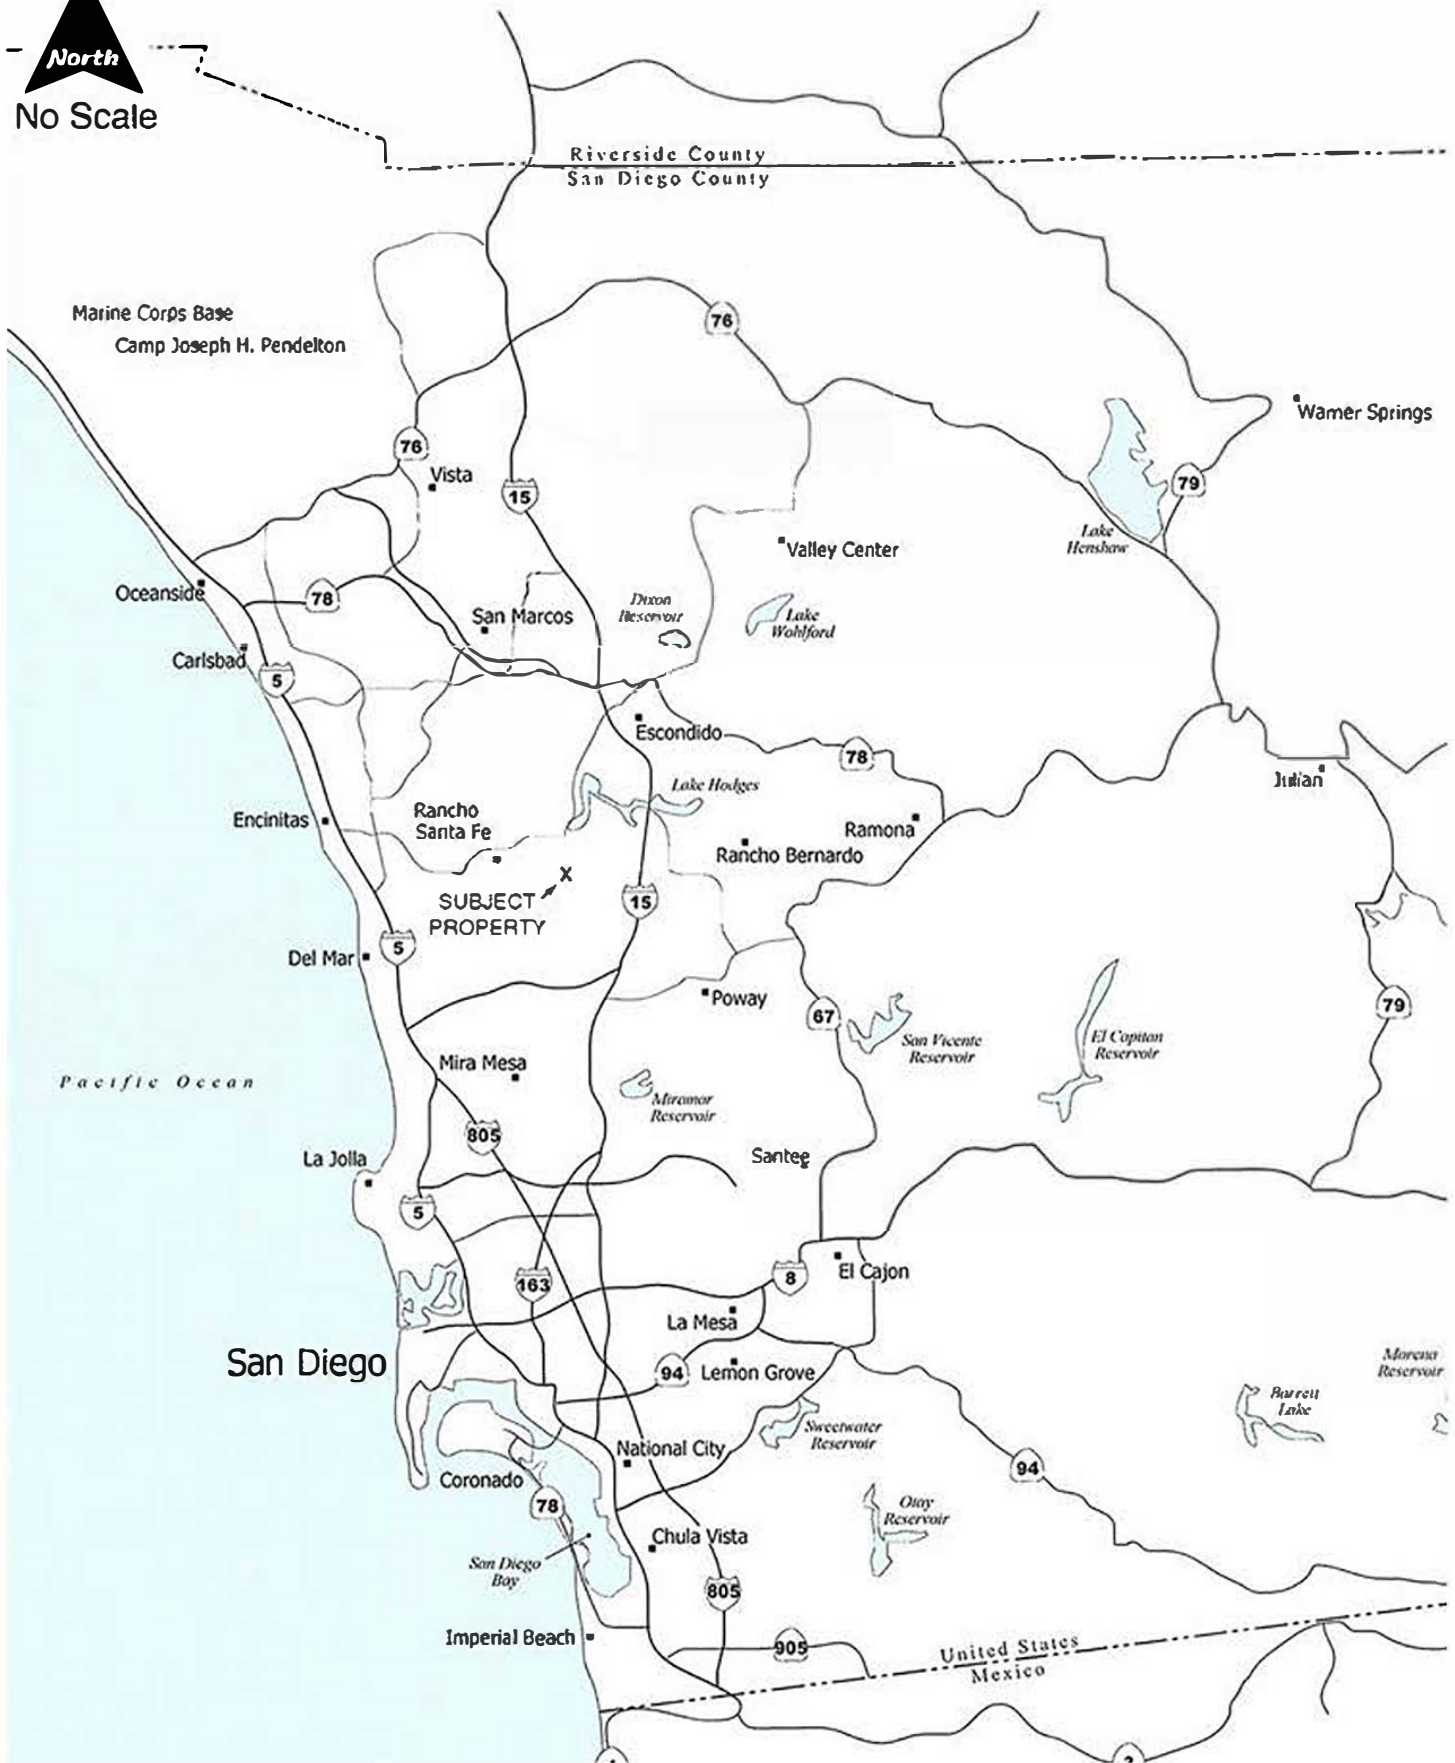 North
No Scale
Riverside County
San Diego County
Marine Corps Base
Camp Joseph H. Pendelton
76
76
Warner Springs
Vista
15
79
Lake
Henshaw
Valley Center
Oceanside
78
San Marcos
Dixon
Reservoir
Lake
Wohlford
Carlsbad
5
Escondido
78
Julian
Lake Hodges
Encinitas
Rancho
Santa Fe
Ramona
Rancho Bernardo
X
SUBJECT
PROPERTY
15
5
Del Mar
Poway
67
79
San Vicente
Reservoir
El Capitan
Reservoir
Mira Mesa
Pacific Ocean
Miramar
Reservoir
805
La Jolla
Santee
5
163
8
El Cajon
La Mesa
San Diego
94
Lemon Grove
Morena
Reservoir
Barrett
Lake
Sweetwater
Reservoir
National City
94
Coronado
78
Otay
Reservoir
Chula Vista
San Diego
Bay
805
Imperial Beach
905
United States
Mexico